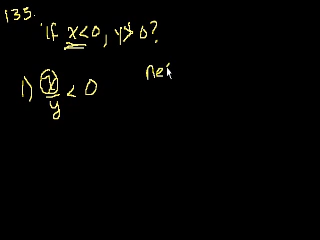 135.
If x<0, y>0?
1) x/y < 0
nei